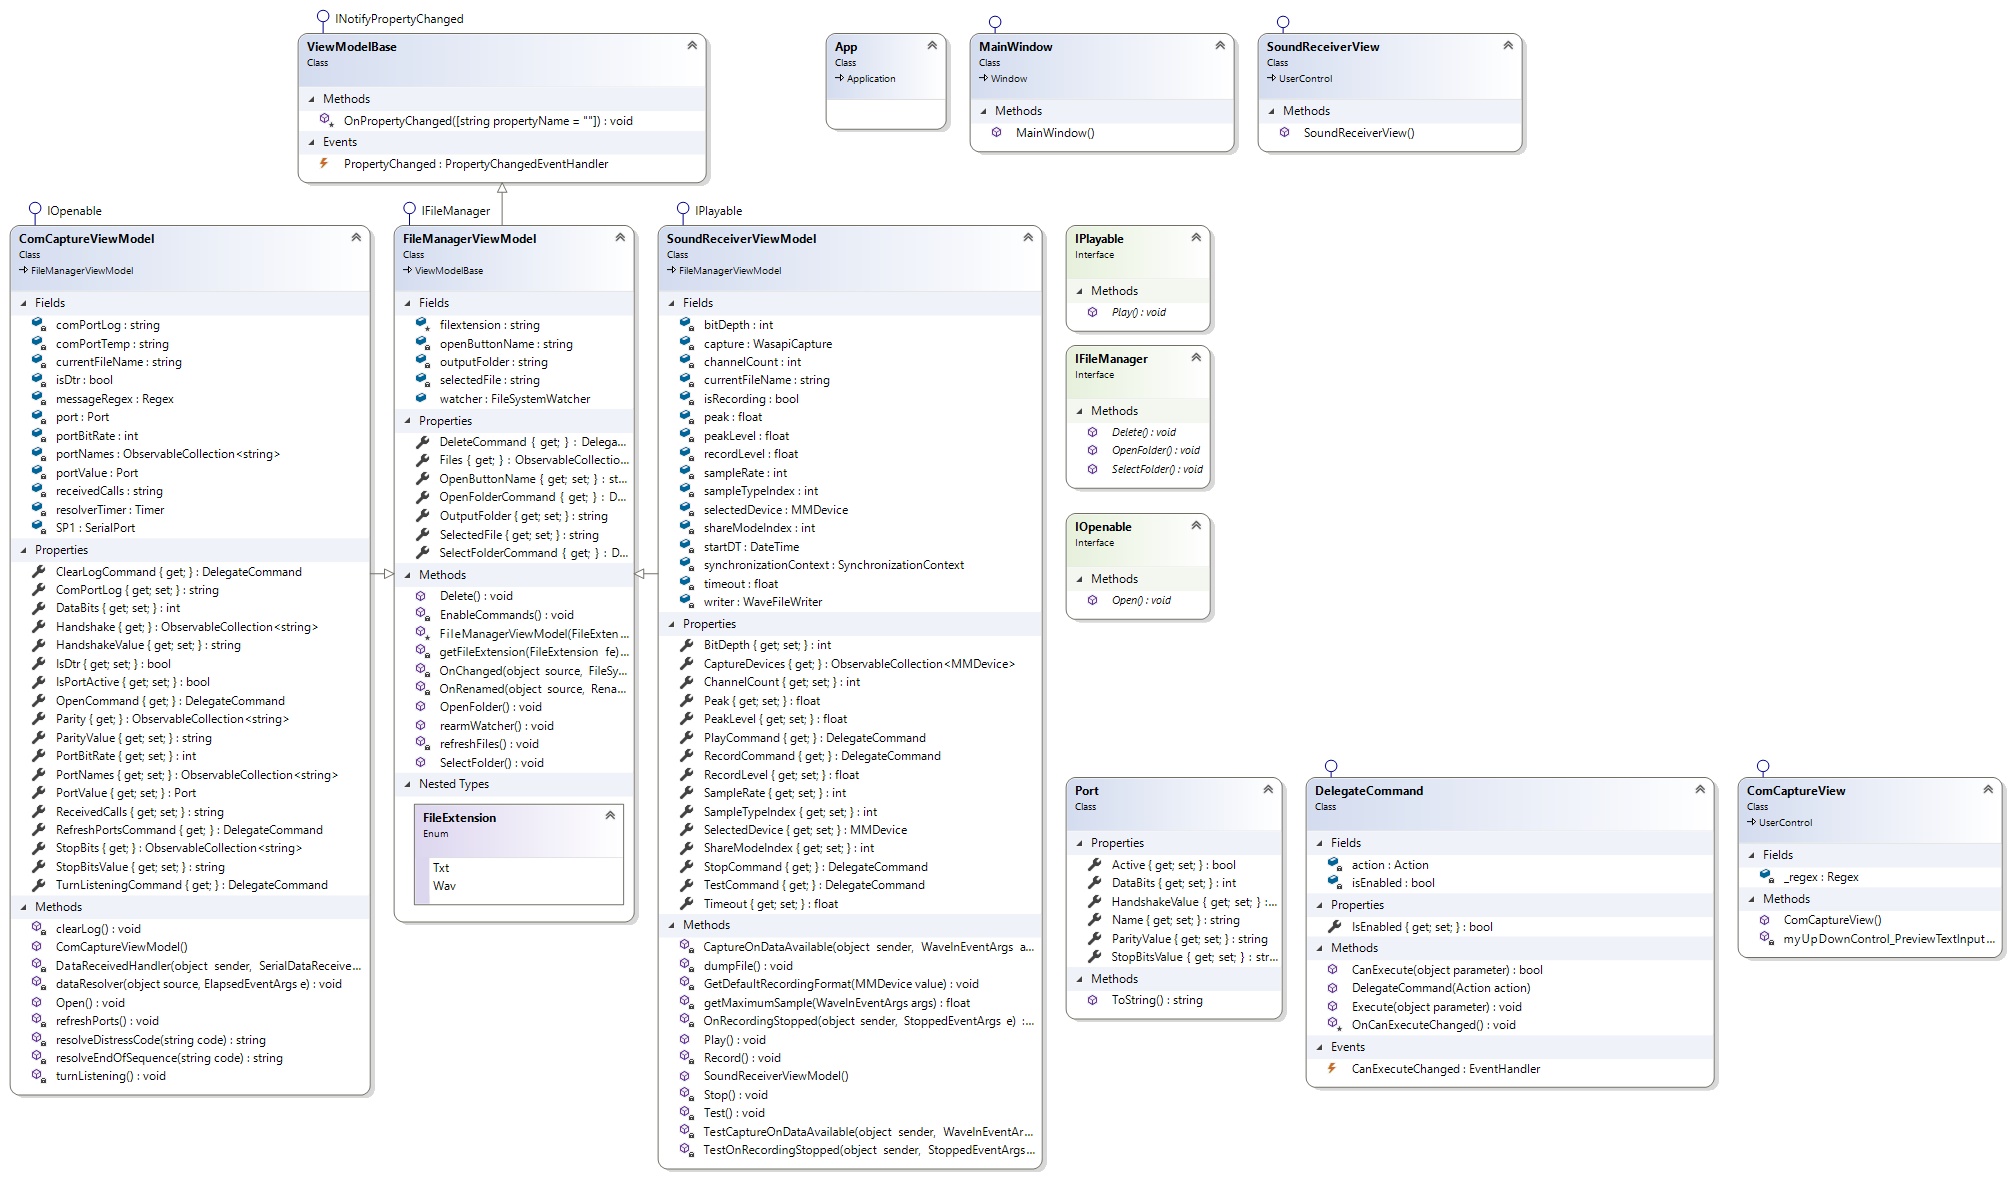 INotifyPropertyChanged
ViewModelBase
Class
Methods
OnPropertyChanged([string propertyName = ""]) : void
Events
PropertyChanged : PropertyChangedEventHandler
App
Class
Application
MainWindow
Class
Window
Methods
MainWindow()
SoundReceiverView
Class
UserControl
Methods
SoundReceiverView()
IOpenable
ComCaptureViewModel
Class
FileManagerViewModel
Fields
comPortLog : string
comPortTemp : string
currentFileName : string
isDtr : bool
messageRegex : Regex
port : Port
portBitRate : int
portNames : ObservableCollection<string>
portValue : Port
receivedCalls : string
resolverTimer : Timer
SP1 : SerialPort
Properties
ClearLogCommand { get; } : DelegateCommand
ComPortLog { get; set; } : string
DataBits { get; set; } : int
Handshake { get; } : ObservableCollection<string>
HandshakeValue { get; set; } : string
IsDtr { get; set; } : bool
IsPortActive { get; set; } : bool
OpenCommand { get; } : DelegateCommand
Parity { get; } : ObservableCollection<string>
ParityValue { get; set; } : string
PortBitRate { get; set; } : int
PortNames { get; set; } : ObservableCollection<string>
PortValue { get; set; } : Port
ReceivedCalls { get; set; } : string
RefreshPortsCommand { get; } : DelegateCommand
StopBits { get; } : ObservableCollection<string>
StopBitsValue { get; set; } : string
TurnListeningCommand { get; } : DelegateCommand
Methods
clearLog() : void
ComCaptureViewModel()
DataReceivedHandler(object sender, SerialDataReceive...
dataResolver(object source, ElapsedEventArgs e) : void
Open() : void
refreshPorts() : void
resolveDistressCode(string code) : string
resolveEndOfSequence(string code) : string
turnListening() : void
IFileManager
FileManagerViewModel
Class
ViewModelBase
Fields
filextension : string
openButtonName : string
outputFolder : string
selectedFile : string
watcher : FileSystemWatcher
Properties
DeleteCommand { get; } : Delega...
Files { get; } : ObservableCollectio...
OpenButtonName { get; set; } : st...
OpenFolderCommand { get; } : D...
OutputFolder { get; set; } : string
SelectedFile { get; set; } : string
SelectFolderCommand { get; } : D...
Methods
Delete() : void
EnableCommands() : void
FileManagerViewModel(FileExten...
getFileExtension(FileExtension fe)...
OnChanged(object source, FileSy...
OnRenamed(object source, Rena...
OpenFolder() : void
rearmWatcher() : void
refreshFiles() : void
SelectFolder() : void
Nested Types
FileExtension
Enum
Txt
Wav
IPlayable
SoundReceiverViewModel
Class
FileManagerViewModel
Fields
bitDepth : int
capture : WasapiCapture
channelCount : int
currentFileName : string
isRecording : bool
peak : float
peakLevel : float
recordLevel : float
sampleRate : int
sampleTypeIndex : int
selectedDevice : MMDevice
shareModeIndex : int
startDT : DateTime
synchronizationContext : SynchronizationContext
timeout : float
writer : WaveFileWriter
Properties
BitDepth { get; set; } : int
CaptureDevices { get; } : ObservableCollection<MMDevice>
ChannelCount { get; set; } : int
Peak { get; set; } : float
PeakLevel { get; set; } : float
PlayCommand { get; } : DelegateCommand
RecordCommand { get; } : DelegateCommand
RecordLevel { get; set; } : float
SampleRate { get; set; } : int
SampleTypeIndex { get; set; } : int
SelectedDevice { get; set; } : MMDevice
ShareModeIndex { get; set; } : int
StopCommand { get; } : DelegateCommand
TestCommand { get; } : DelegateCommand
Timeout { get; set; } : float
Methods
CaptureOnDataAvailable(object sender, WaveInEventArgs a...
dumpFile() : void
GetDefaultRecordingFormat(MMDevice value) : void
getMaximumSample(WaveInEventArgs args) : float
OnRecordingStopped(object sender, StoppedEventArgs e) :...
Play() : void
Record() : void
SoundReceiverViewModel()
Stop() : void
Test() : void
TestCaptureOnDataAvailable(object sender, WaveInEventAr...
TestOnRecordingStopped(object sender, StoppedEventArgs...
IPlayable
Interface
Methods
Play() : void
IFileManager
Interface
Methods
Delete() : void
OpenFolder() : void
SelectFolder() : void
IOpenable
Interface
Methods
Open() : void
Port
Class
Properties
Active { get; set; } : bool
DataBits { get; set; } : int
HandshakeValue { get; set; } :...
Name { get; set; } : string
ParityValue { get; set; } : string
StopBitsValue { get; set; } : str...
Methods
ToString() : string
DelegateCommand
Class
Fields
action : Action
isEnabled : bool
Properties
IsEnabled { get; set; } : bool
Methods
CanExecute(object parameter) : bool
DelegateCommand(Action action)
Execute(object parameter) : void
OnCanExecuteChanged() : void
Events
CanExecuteChanged : EventHandler
ComCaptureView
Class
UserControl
Fields
_regex : Regex
Methods
ComCaptureView()
myUpDownControl_PreviewTextInput...